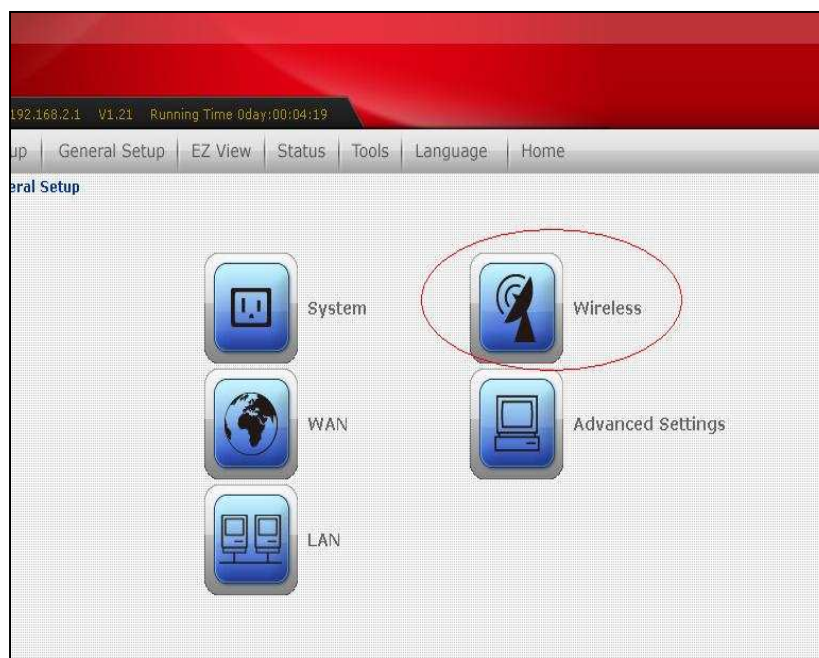 192.168.2.1 V1.21 Running Time 0day:00:04:19
up General Setup EZ View Status Tools Language Home
eral Setup
System
Wireless
WAN
Advanced Settings
LAN